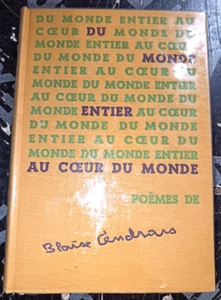 DU MONDE ENTIER AU
CŒUR DU MONDE DU
MONDE ENTIER AU CŒU
R DU MONDE DU MONDE
ENTIER AU CŒUR DU
MONDE DU MONDE ENTIER
AU CŒUR DU MONDE DU
MONDE ENTIER AU CŒUR
DU MONDE DU MONDE
ENTIER AU CŒUR DU
MONDE DU MONDE ENTIER
AU CŒUR DU MONDE
POÈMES DE
Blaise Cendrars